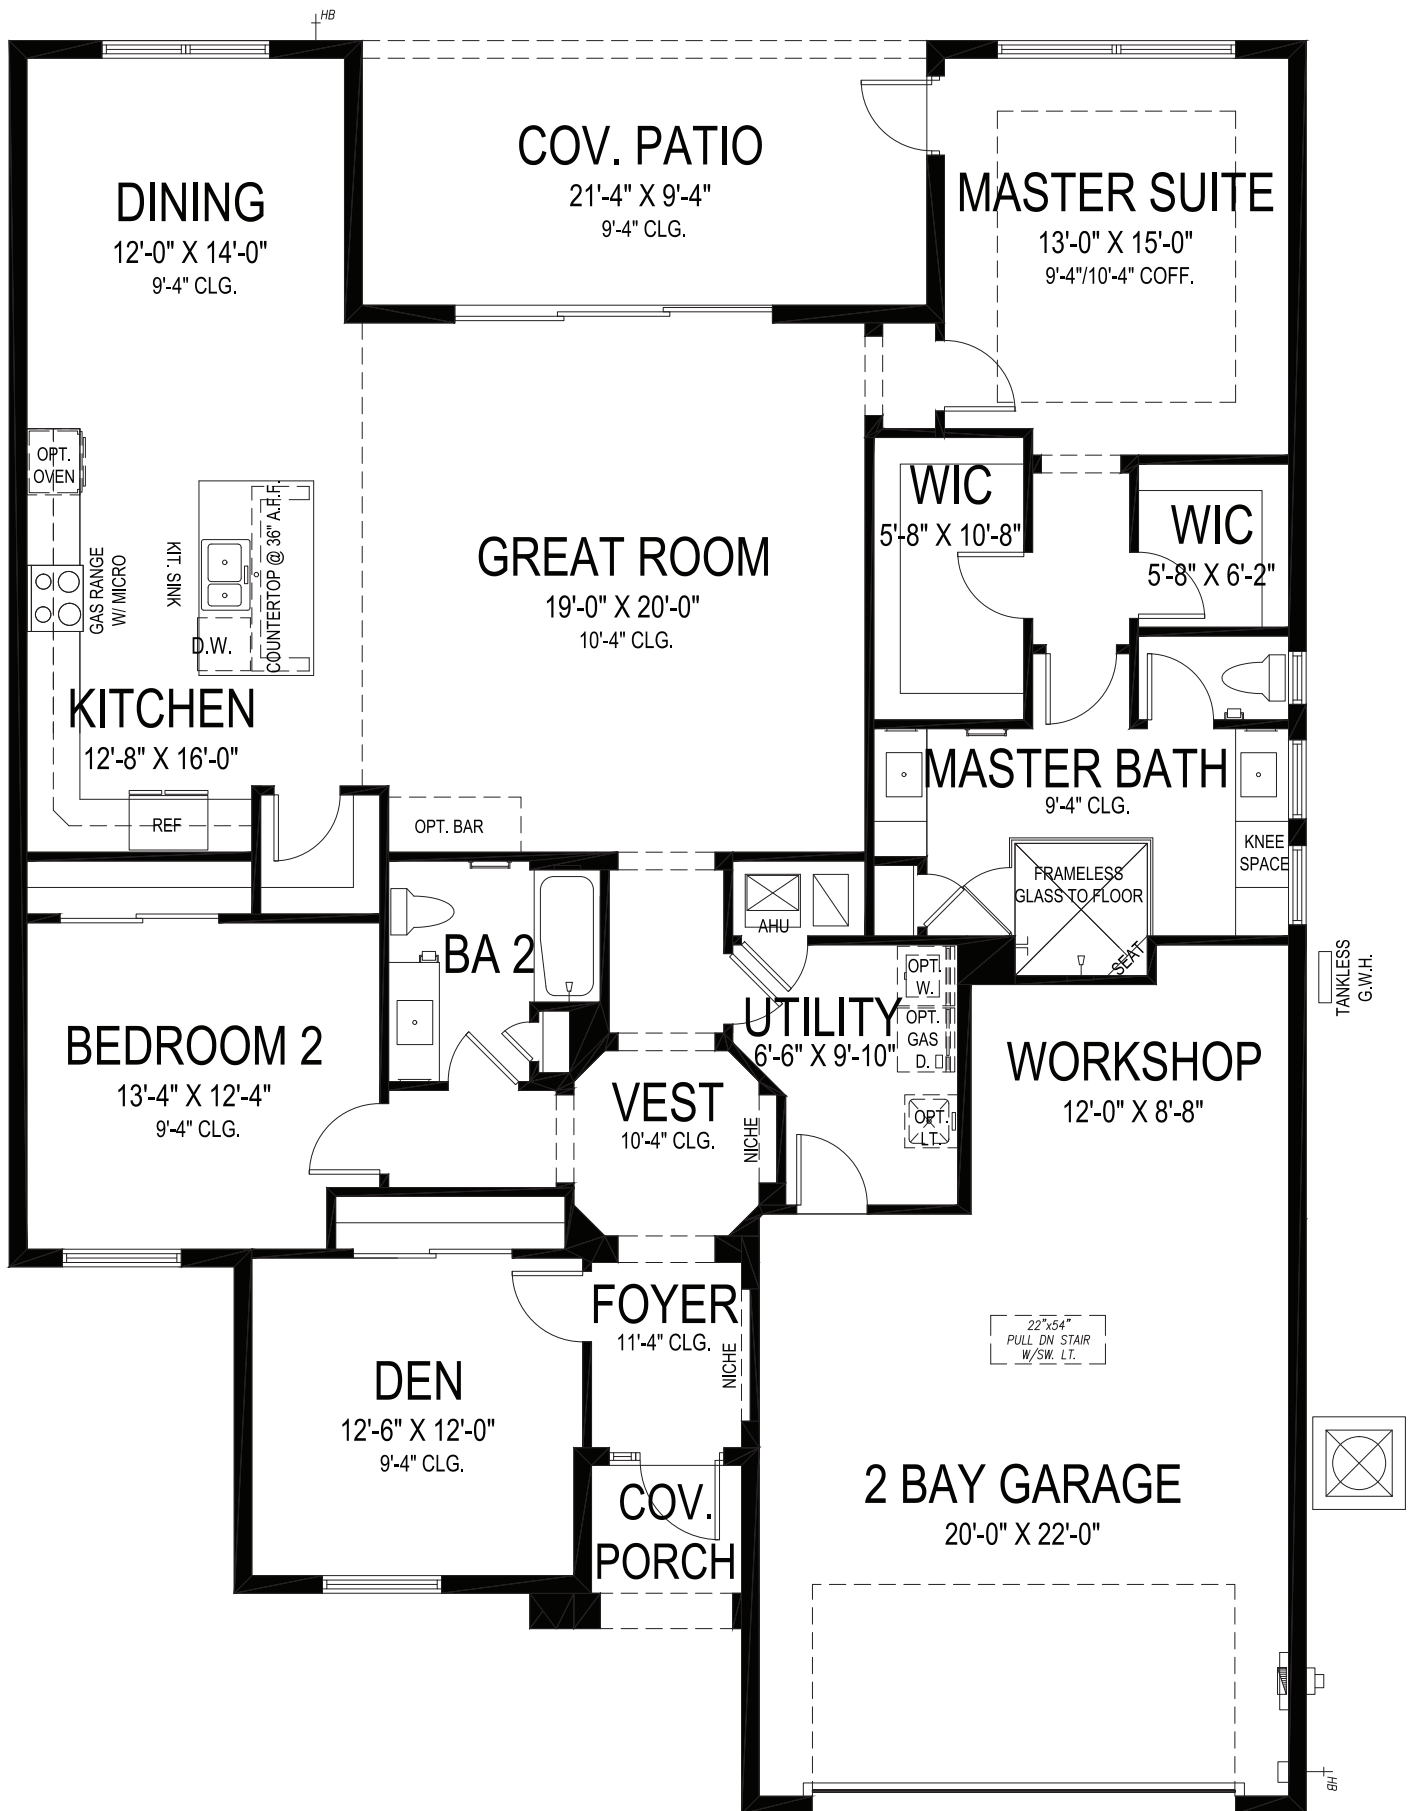 HB
COV. PATIO
21'-4" X 9'-4"
9'-4" CLG.
DINING
12'-0" X 14'-0"
9'-4" CLG.
MASTER SUITE
13'-0" X 15'-0"
9'-4"/10'-4" COFF.
OPT.
OVEN
GAS RANGE
W/ MICRO
KIT. SINK
COUNTERTOP @ 36" A.F.F.
D.W.
KITCHEN
12'-8" X 16'-0"
REF
GREAT ROOM
19'-0" X 20'-0"
10'-4" CLG.
OPT. BAR
WIC
5'-8" X 10'-8"
WIC
5'-8" X 6'-2"
MASTER BATH
9'-4" CLG.
KNEE
SPACE
FRAMELESS
GLASS TO FLOOR
SEAT
AHU
BA 2
TANKLESS
G.W.H.
OPT.
W.
OPT.
GAS
D.
UTILITY
6'-6" X 9'-10"
OPT.
LT.
BEDROOM 2
13'-4" X 12'-4"
9'-4" CLG.
VEST
10'-4" CLG.
NICHE
WORKSHOP
12'-0" X 8'-8"
FOYER
11'-4" CLG.
NICHE
22"x54"
PULL DN STAIR
W/SW. LT.
DEN
12'-6" X 12'-0"
9'-4" CLG.
COV.
PORCH
2 BAY GARAGE
20'-0" X 22'-0"
HB